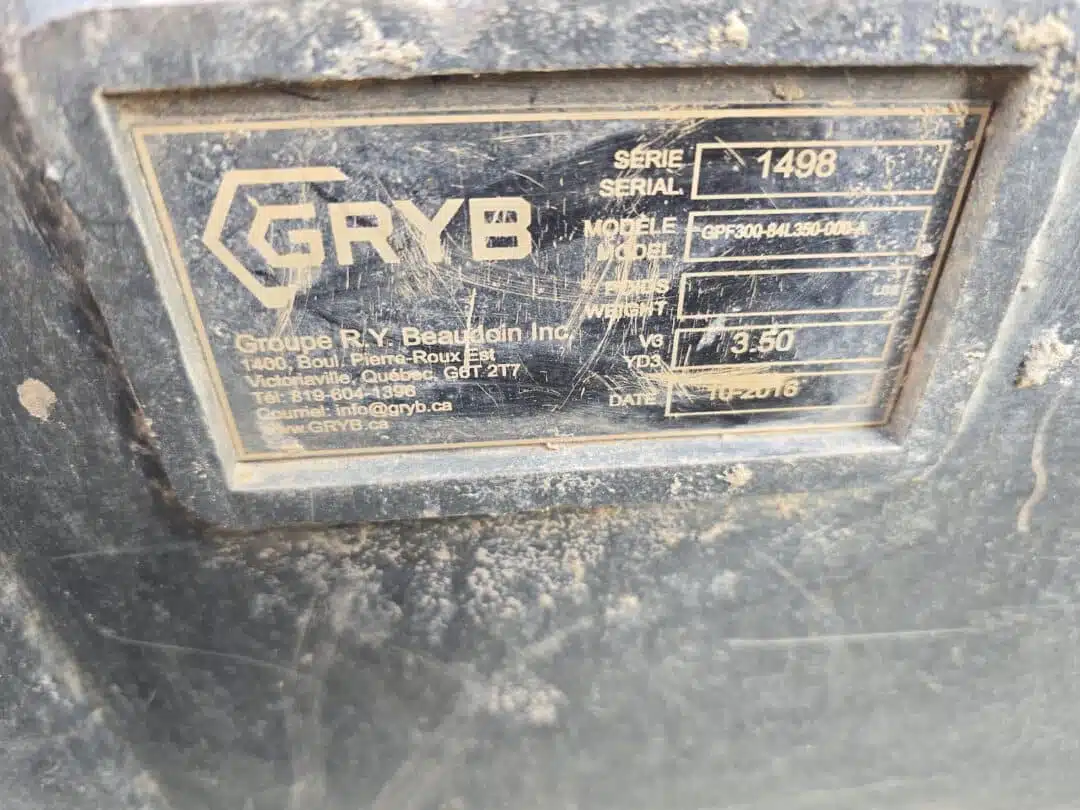 GRYB
Groupe R.Y. Beaudoin Inc.
1400, Boul. Pierre-Roux Est
Victoriaville, Québec, G6T 2T7
Tél: 819-604-1396
Courriel: info@gryb.ca
www.GRYB.ca
SÉRIE
SERIAL
1498
MODÈLE
MODEL
GPF300-84L350-000-A
POIDS
WEIGHT
LBS
V3
YD3
3.50
DATE
10-2016